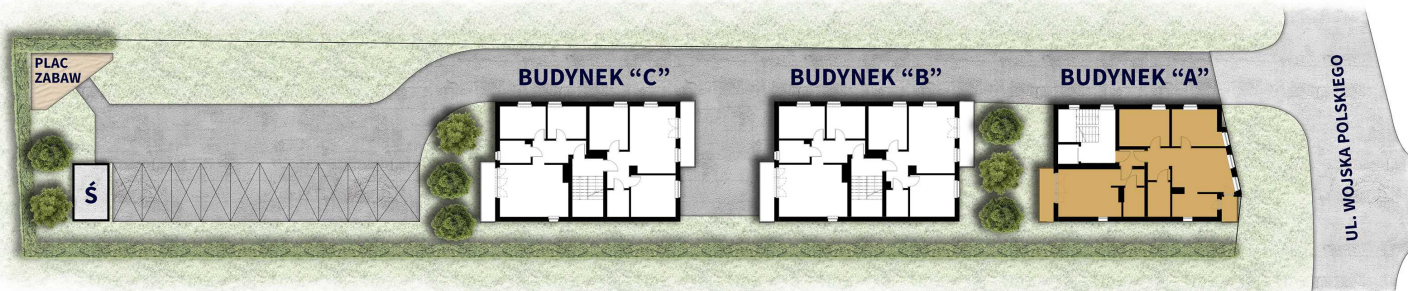 PLAC
ZABAW
BUDYNEK “C”
BUDYNEK “B”
BUDYNEK “A”
Ś
UL. WOJSKA POLSKIEGO